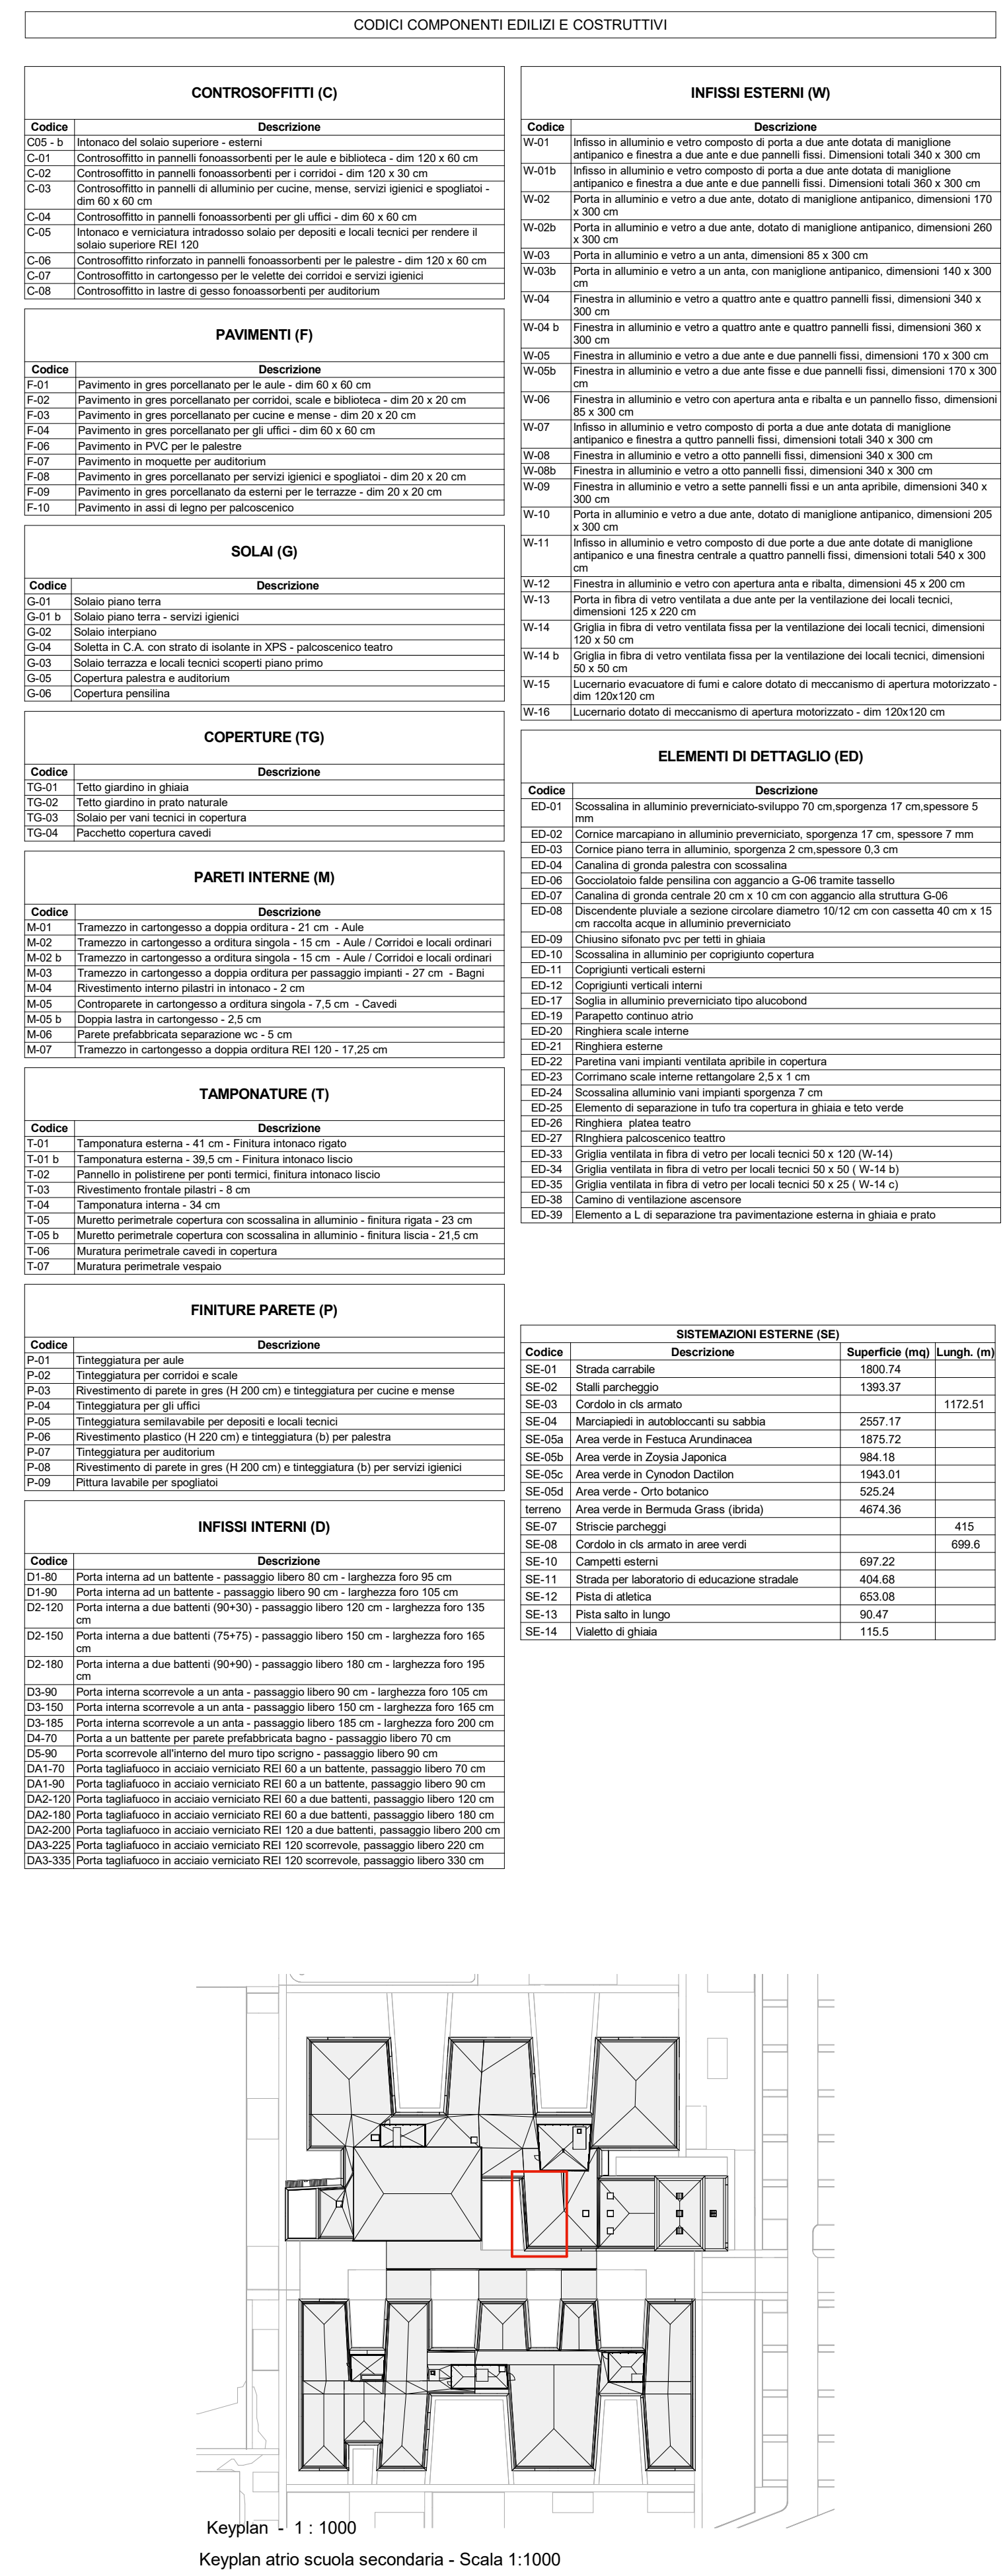 CODICI COMPONENTI EDILIZI E COSTRUTTIVI
CONTROSOFFITTI (C)
Codice Descrizione
C05 - b Intonaco del solaio superiore - esterni
C-01 Controsoffitto in pannelli fonoassorbenti per le aule e biblioteca - dim 120 x 60 cm
C-02 Controsoffitto in pannelli fonoassorbenti per i corridoi - dim 120 x 30 cm
C-03 Controsoffitto in pannelli di alluminio per cucine, mense, servizi igienici e spogliatoi -
dim 60 x 60 cm
C-04 Controsoffitto in pannelli fonoassorbenti per gli uffici - dim 60 x 60 cm
C-05 Intonaco e verniciatura intradosso solaio per depositi e locali tecnici per rendere il
solaio superiore REI 120
C-06 Controsoffitto rinforzato in pannelli fonoassorbenti per le palestre - dim 120 x 60 cm
C-07 Controsoffitto in cartongesso per le velette dei corridoi e servizi igienici
C-08 Controsoffitto in lastre di gesso fonoassorbenti per auditorium
PAVIMENTI (F)
Codice Descrizione
F-01 Pavimento in gres porcellanato per le aule - dim 60 x 60 cm
F-02 Pavimento in gres porcellanato per corridoi, scale e biblioteca - dim 20 x 20 cm
F-03 Pavimento in gres porcellanato per cucine e mense - dim 20 x 20 cm
F-04 Pavimento in gres porcellanato per gli uffici - dim 60 x 60 cm
F-06 Pavimento in PVC per le palestre
F-07 Pavimento in moquette per auditorium
F-08 Pavimento in gres porcellanato per servizi igienici e spogliatoi - dim 20 x 20 cm
F-09 Pavimento in gres porcellanato da esterni per le terrazze - dim 20 x 20 cm
F-10 Pavimento in assi di legno per palcoscenico
SOLAI (G)
Codice Descrizione
G-01 Solaio piano terra
G-01 b Solaio piano terra - servizi igienici
G-02 Solaio interpiano
G-04 Soletta in C.A. con strato di isolante in XPS - palcoscenico teatro
G-03 Solaio terrazza e locali tecnici scoperti piano primo
G-05 Copertura palestra e auditorium
G-06 Copertura pensilina
COPERTURE (TG)
Codice Descrizione
TG-01 Tetto giardino in ghiaia
TG-02 Tetto giardino in prato naturale
TG-03 Solaio per vani tecnici in copertura
TG-04 Pacchetto copertura cavedi
PARETI INTERNE (M)
Codice Descrizione
M-01 Tramezzo in cartongesso a doppia orditura - 21 cm - Aule
M-02 Tramezzo in cartongesso a orditura singola - 15 cm - Aule / Corridoi e locali ordinari
M-02 b Tramezzo in cartongesso a orditura singola - 15 cm - Aule / Corridoi e locali ordinari
M-03 Tramezzo in cartongesso a doppia orditura per passaggio impianti - 27 cm - Bagni
M-04 Rivestimento interno pilastri in intonaco - 2 cm
M-05 Controparete in cartongesso a orditura singola - 7,5 cm - Cavedi
M-05 b Doppia lastra in cartongesso - 2,5 cm
M-06 Parete prefabbricata separazione wc - 5 cm
M-07 Tramezzo in cartongesso a doppia orditura REI 120 - 17,25 cm
TAMPONATURE (T)
Codice Descrizione
T-01 Tamponatura esterna - 41 cm - Finitura intonaco rigato
T-01 b Tamponatura esterna - 39,5 cm - Finitura intonaco liscio
T-02 Pannello in polistirene per ponti termici, finitura intonaco liscio
T-03 Rivestimento frontale pilastri - 8 cm
T-04 Tamponatura interna - 34 cm
T-05 Muretto perimetrale copertura con scossalina in alluminio - finitura rigata - 23 cm
T-05 b Muretto perimetrale copertura con scossalina in alluminio - finitura liscia - 21,5 cm
T-06 Muratura perimetrale cavedi in copertura
T-07 Muratura perimetrale vespaio
FINITURE PARETE (P)
Codice Descrizione
P-01 Tinteggiatura per aule
P-02 Tinteggiatura per corridoi e scale
P-03 Rivestimento di parete in gres (H 200 cm) e tinteggiatura per cucine e mense
P-04 Tinteggiatura per gli uffici
P-05 Tinteggiatura semilavabile per depositi e locali tecnici
P-06 Rivestimento plastico (H 220 cm) e tinteggiatura (b) per palestra
P-07 Tinteggiatura per auditorium
P-08 Rivestimento di parete in gres (H 200 cm) e tinteggiatura (b) per servizi igienici
P-09 Pittura lavabile per spogliatoi
INFISSI INTERNI (D)
Codice Descrizione
D1-80 Porta interna ad un battente - passaggio libero 80 cm - larghezza foro 95 cm
D1-90 Porta interna ad un battente - passaggio libero 90 cm - larghezza foro 105 cm
D2-120 Porta interna a due battenti (90+30) - passaggio libero 120 cm - larghezza foro 135
cm
D2-150 Porta interna a due battenti (75+75) - passaggio libero 150 cm - larghezza foro 165
cm
D2-180 Porta interna a due battenti (90+90) - passaggio libero 180 cm - larghezza foro 195
cm
D3-90 Porta interna scorrevole a un anta - passaggio libero 90 cm - larghezza foro 105 cm
D3-150 Porta interna scorrevole a un anta - passaggio libero 150 cm - larghezza foro 165 cm
D3-185 Porta interna scorrevole a un anta - passaggio libero 185 cm - larghezza foro 200 cm
D4-70 Porta a un battente per parete prefabbricata bagno - passaggio libero 70 cm
D5-90 Porta scorrevole all'interno del muro tipo scrigno - passaggio libero 90 cm
DA1-70 Porta tagliafuoco in acciaio verniciato REI 60 a un battente, passaggio libero 70 cm
DA1-90 Porta tagliafuoco in acciaio verniciato REI 60 a un battente, passaggio libero 90 cm
DA2-120 Porta tagliafuoco in acciaio verniciato REI 60 a due battenti, passaggio libero 120 cm
DA2-180 Porta tagliafuoco in acciaio verniciato REI 60 a due battenti, passaggio libero 180 cm
DA2-200 Porta tagliafuoco in acciaio verniciato REI 120 a due battenti, passaggio libero 200 cm
DA3-225 Porta tagliafuoco in acciaio verniciato REI 120 scorrevole, passaggio libero 220 cm
DA3-335 Porta tagliafuoco in acciaio verniciato REI 120 scorrevole, passaggio libero 330 cm
INFISSI ESTERNI (W)
Codice Descrizione
W-01 Infisso in alluminio e vetro composto di porta a due ante dotata di maniglione
antipanico e finestra a due ante e due pannelli fissi. Dimensioni totali 340 x 300 cm
W-01b Infisso in alluminio e vetro composto di porta a due ante dotata di maniglione
antipanico e finestra a due ante e due pannelli fissi. Dimensioni totali 360 x 300 cm
W-02 Porta in alluminio e vetro a due ante, dotato di maniglione antipanico, dimensioni 170
x 300 cm
W-02b Porta in alluminio e vetro a due ante, dotato di maniglione antipanico, dimensioni 260
x 300 cm
W-03 Porta in alluminio e vetro a un anta, dimensioni 85 x 300 cm
W-03b Porta in alluminio e vetro a un anta, con maniglione antipanico, dimensioni 140 x 300
cm
W-04 Finestra in alluminio e vetro a quattro ante e quattro pannelli fissi, dimensioni 340 x
300 cm
W-04 b Finestra in alluminio e vetro a quattro ante e quattro pannelli fissi, dimensioni 360 x
300 cm
W-05 Finestra in alluminio e vetro a due ante e due pannelli fissi, dimensioni 170 x 300 cm
W-05b Finestra in alluminio e vetro a due ante fisse e due pannelli fissi, dimensioni 170 x 300
cm
W-06 Finestra in alluminio e vetro con apertura anta e ribalta e un pannello fisso, dimensioni
85 x 300 cm
W-07 Infisso in alluminio e vetro composto di porta a due ante dotata di maniglione
antipanico e finestra a quttro pannelli fissi, dimensioni totali 340 x 300 cm
W-08 Finestra in alluminio e vetro a otto pannelli fissi, dimensioni 340 x 300 cm
W-08b Finestra in alluminio e vetro a otto pannelli fissi, dimensioni 340 x 300 cm
W-09 Finestra in alluminio e vetro a sette pannelli fissi e un anta apribile, dimensioni 340 x
300 cm
W-10 Porta in alluminio e vetro a due ante, dotato di maniglione antipanico, dimensioni 205
x 300 cm
W-11 Infisso in alluminio e vetro composto di due porte a due ante dotate di maniglione
antipanico e una finestra centrale a quattro pannelli fissi, dimensioni totali 540 x 300
cm
W-12 Finestra in alluminio e vetro con apertura anta e ribalta, dimensioni 45 x 200 cm
W-13 Porta in fibra di vetro ventilata a due ante per la ventilazione dei locali tecnici,
dimensioni 125 x 220 cm
W-14 Griglia in fibra di vetro ventilata fissa per la ventilazione dei locali tecnici, dimensioni
120 x 50 cm
W-14 b Griglia in fibra di vetro ventilata fissa per la ventilazione dei locali tecnici, dimensioni
50 x 50 cm
W-15 Lucernario evacuatore di fumi e calore dotato di meccanismo di apertura motorizzato -
dim 120x120 cm
W-16 Lucernario dotato di meccanismo di apertura motorizzato - dim 120x120 cm
ELEMENTI DI DETTAGLIO (ED)
Codice Descrizione
ED-01 Scossalina in alluminio preverniciato-sviluppo 70 cm,sporgenza 17 cm,spessore 5
mm
ED-02 Cornice marcapiano in alluminio preverniciato, sporgenza 17 cm, spessore 7 mm
ED-03 Cornice piano terra in alluminio, sporgenza 2 cm,spessore 0,3 cm
ED-04 Canalina di gronda palestra con scossalina
ED-06 Gocciolatoio falde pensilina con aggancio a G-06 tramite tassello
ED-07 Canalina di gronda centrale 20 cm x 10 cm con aggancio alla struttura G-06
ED-08 Discendente pluviale a sezione circolare diametro 10/12 cm con cassetta 40 cm x 15
cm raccolta acque in alluminio preverniciato
ED-09 Chiusino sifonato pvc per tetti in ghiaia
ED-10 Scossalina in alluminio per coprigiunto copertura
ED-11 Coprigiunti verticali esterni
ED-12 Coprigiunti verticali interni
ED-17 Soglia in alluminio preverniciato tipo alucobond
ED-19 Parapetto continuo atrio
ED-20 Ringhiera scale interne
ED-21 Ringhiera esterne
ED-22 Paretina vani impianti ventilata apribile in copertura
ED-23 Corrimano scale interne rettangolare 2,5 x 1 cm
ED-24 Scossalina alluminio vani impianti sporgenza 7 cm
ED-25 Elemento di separazione in tufo tra copertura in ghiaia e teto verde
ED-26 Ringhiera platea teatro
ED-27 RInghiera palcoscenico teattro
ED-33 Griglia ventilata in fibra di vetro per locali tecnici 50 x 120 (W-14)
ED-34 Griglia ventilata in fibra di vetro per locali tecnici 50 x 50 ( W-14 b)
ED-35 Griglia ventilata in fibra di vetro per locali tecnici 50 x 25 ( W-14 c)
ED-38 Camino di ventilazione ascensore
ED-39 Elemento a L di separazione tra pavimentazione esterna in ghiaia e prato
SISTEMAZIONI ESTERNE (SE)
Codice Descrizione Superficie (mq) Lungh. (m)
SE-01 Strada carrabile 1800.74
SE-02 Stalli parcheggio 1393.37
SE-03 Cordolo in cls armato 1172.51
SE-04 Marciapiedi in autobloccanti su sabbia 2557.17
SE-05a Area verde in Festuca Arundinacea 1875.72
SE-05b Area verde in Zoysia Japonica 984.18
SE-05c Area verde in Cynodon Dactilon 1943.01
SE-05d Area verde - Orto botanico 525.24
terreno Area verde in Bermuda Grass (ibrida) 4674.36
SE-07 Striscie parcheggi 415
SE-08 Cordolo in cls armato in aree verdi 699.6
SE-10 Campetti esterni 697.22
SE-11 Strada per laboratorio di educazione stradale 404.68
SE-12 Pista di atletica 653.08
SE-13 Pista salto in lungo 90.47
SE-14 Vialetto di ghiaia 115.5
Keyplan - 1 : 1000
Keyplan atrio scuola secondaria - Scala 1:1000